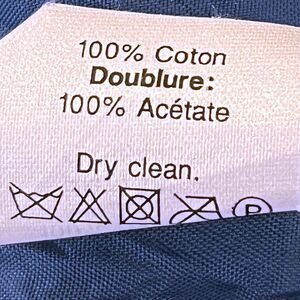 100% Coton
Doublure:
100% Acétate
Dry clean.
P